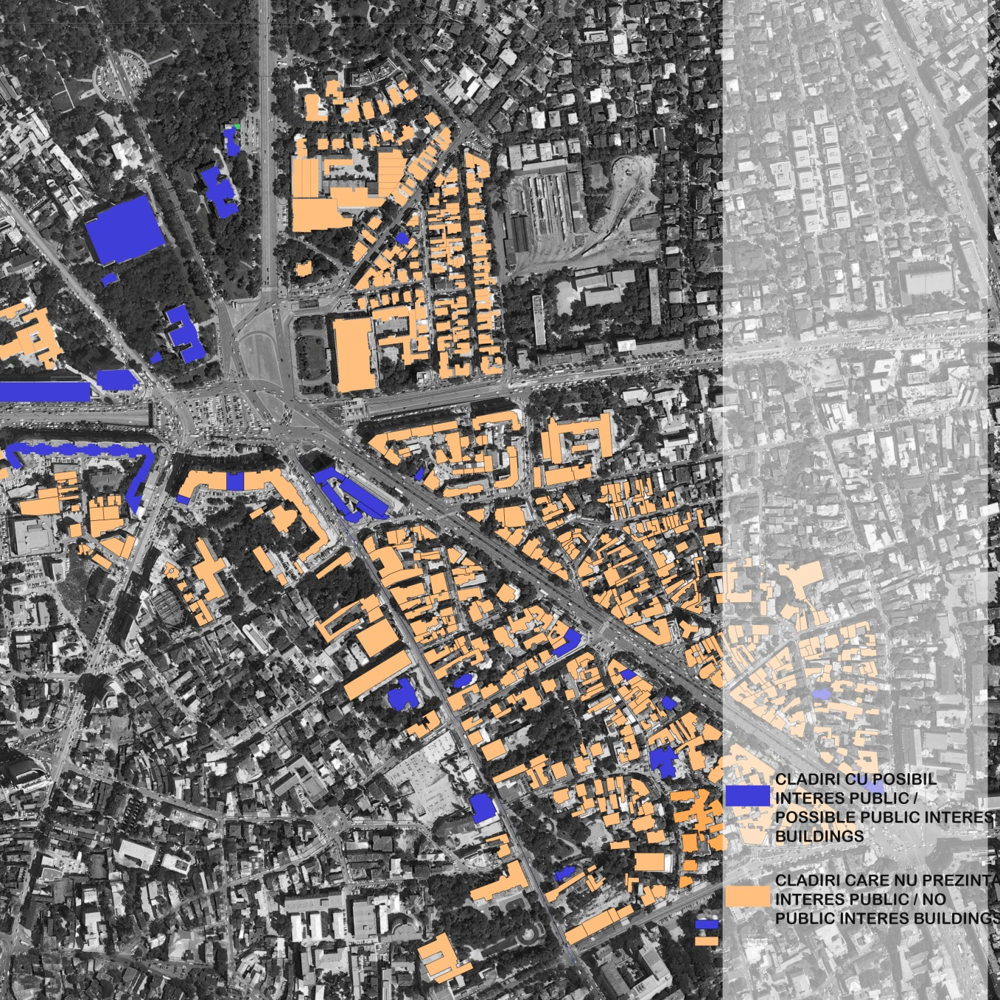 CLADIRI CU POSIBIL
INTERES PUBLIC /
POSSIBLE PUBLIC INTERES
BUILDINGS
CLADIRI CARE NU PREZINTA
INTERES PUBLIC / NO
PUBLIC INTERES BUILDINGS